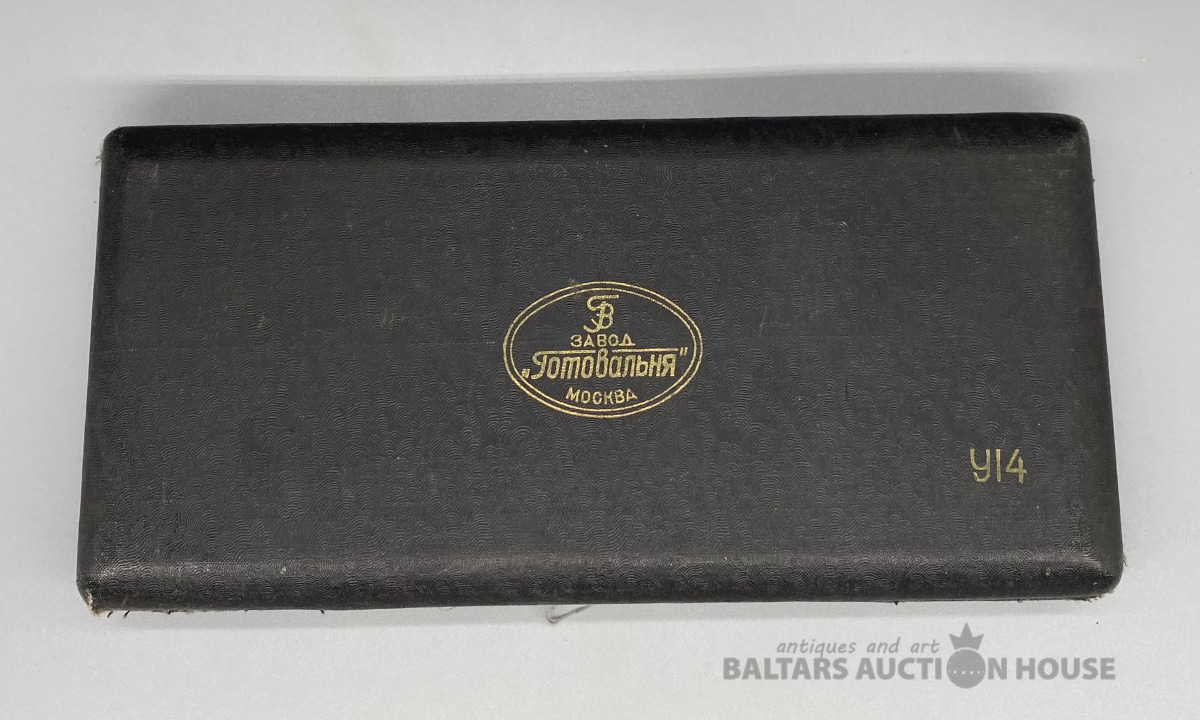 ГВ
ЗАВОД
„Готовальня"
МОСКВА
У14
antiques and art
BALTARS AUCTION HOUSE